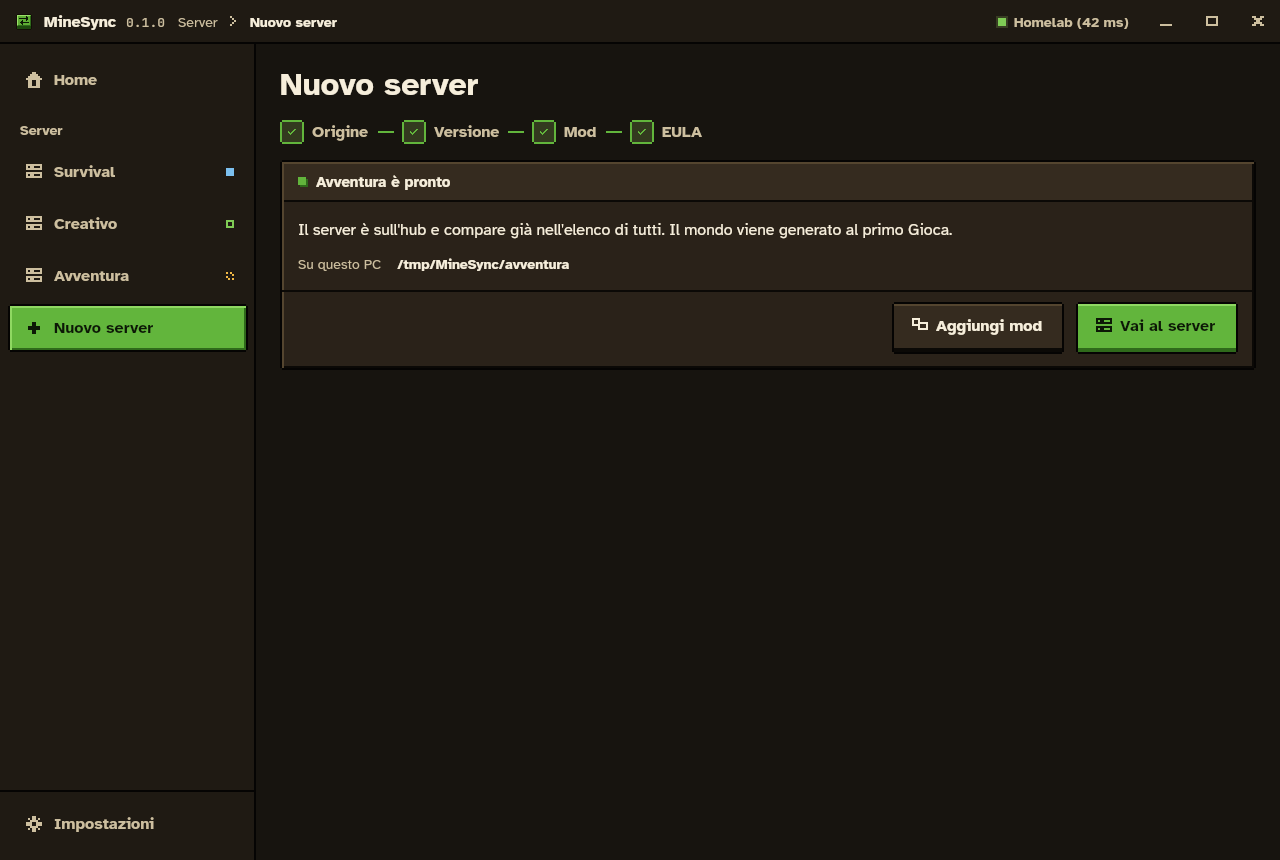 MineSync 0.1.0 Server Nuovo server Homelab (42 ms)
Home
Server
Survival
Creativo
Avventura
Nuovo server
Impostazioni
Nuovo server
Origine Versione Mod EULA
Avventura è pronto
Il server è sull'hub e compare già nell'elenco di tutti. Il mondo viene generato al primo Gioca.
Su questo PC /tmp/MineSync/avventura
Aggiungi mod Vai al server